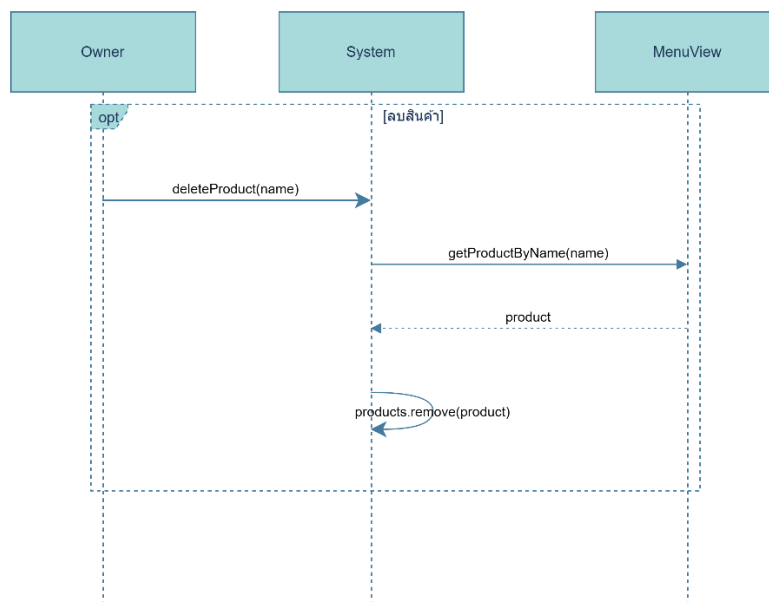 Owner
System
MenuView
opt
[ลบสินค้า]
deleteProduct(name)
getProductByName(name)
product
products.remove(product)